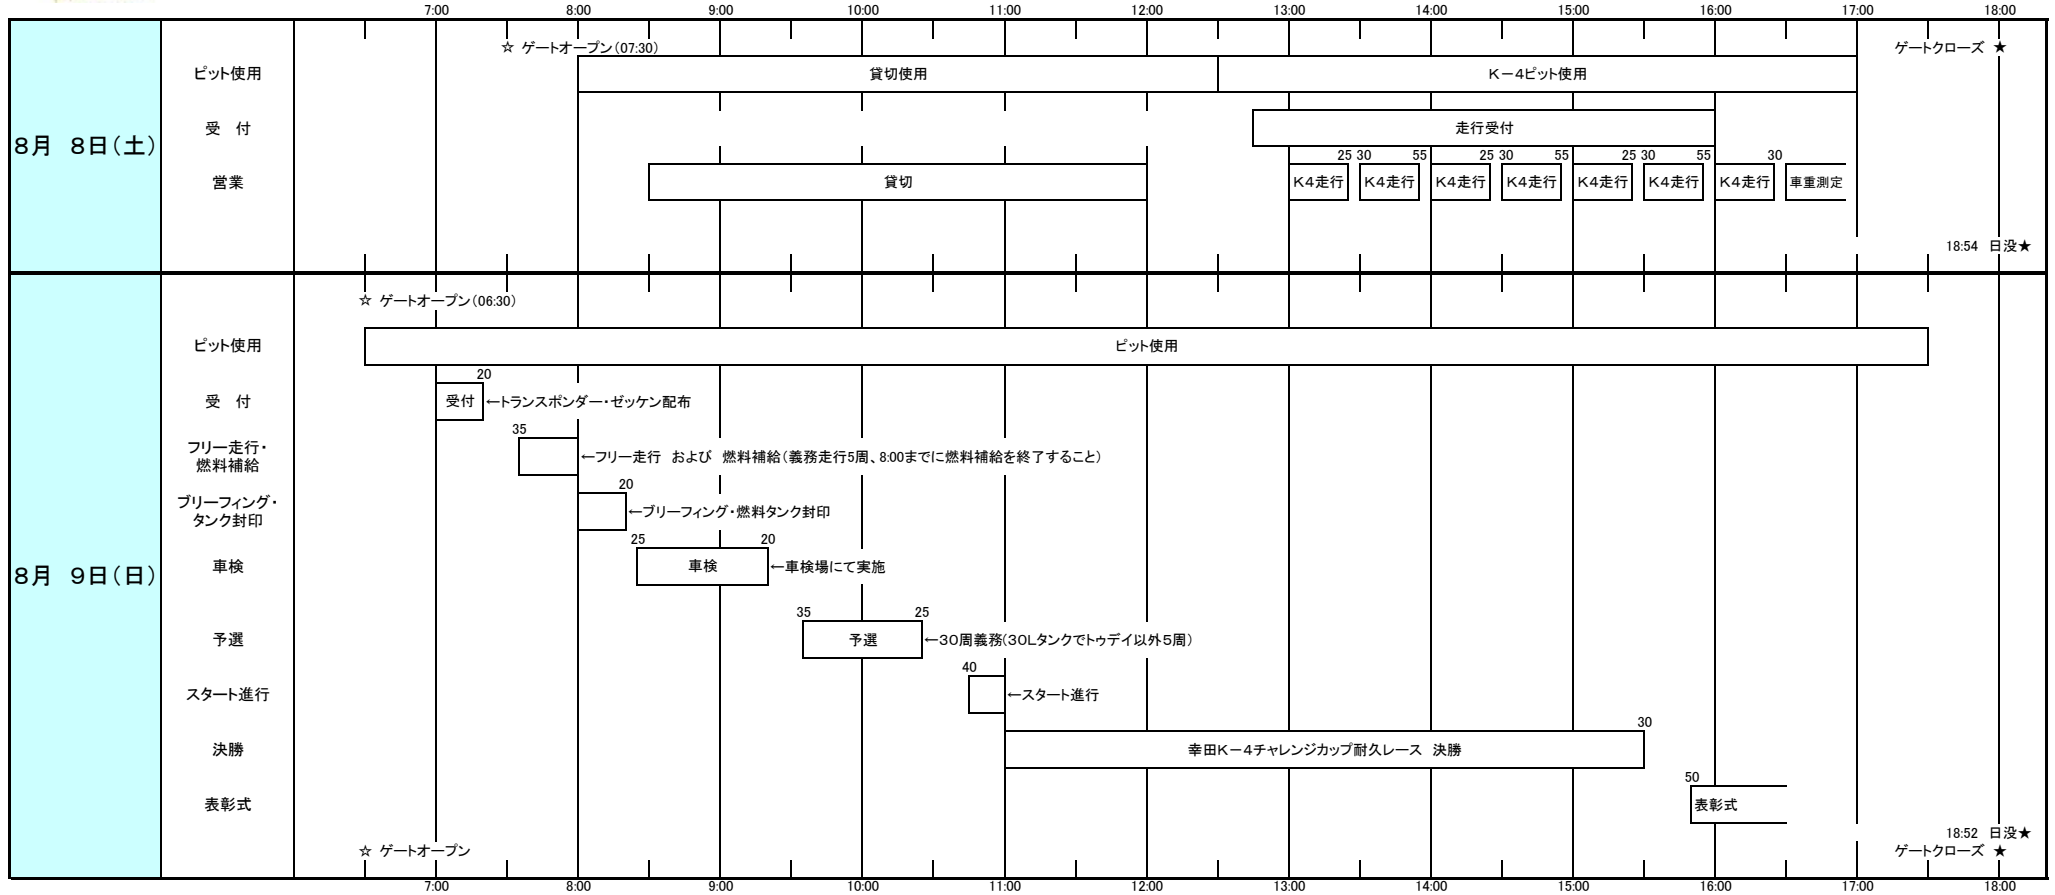 7:00 8:00 9:00 10:00 11:00 12:00 13:00 14:00 15:00 16:00 17:00 18:00
☆ ゲートオープン(07:30)
ゲートクローズ ★
ピット使用
貸切使用
K-4ピット使用
受 付
走行受付
8月 8日(土)
25 30 55 25 30 55 25 30 55 30
営業
貸切
K4走行 K4走行 K4走行 K4走行 K4走行 K4走行 K4走行 車重測定
18:54 日没★
☆ ゲートオープン(06:30)
ピット使用
ピット使用
20
受 付
受付 ←トランスポンダー・ゼッケン配布
35
フリー走行・
燃料補給
←フリー走行 および 燃料補給(義務走行5周、8:00までに燃料補給を終了すること)
20
ブリーフィング・
タンク封印
←ブリーフィング・燃料タンク封印
25 20
8月 9日(日)
車検
車検 ←車検場にて実施
35 25
予選
予選 ←30周義務(30Lタンクでトゥデイ以外5周)
40
スタート進行
←スタート進行
30
決勝
幸田K-4チャレンジカップ耐久レース 決勝
50
表彰式
表彰式
18:52 日没★
☆ ゲートオープン
ゲートクローズ ★
7:00 8:00 9:00 10:00 11:00 12:00 13:00 14:00 15:00 16:00 17:00 18:00